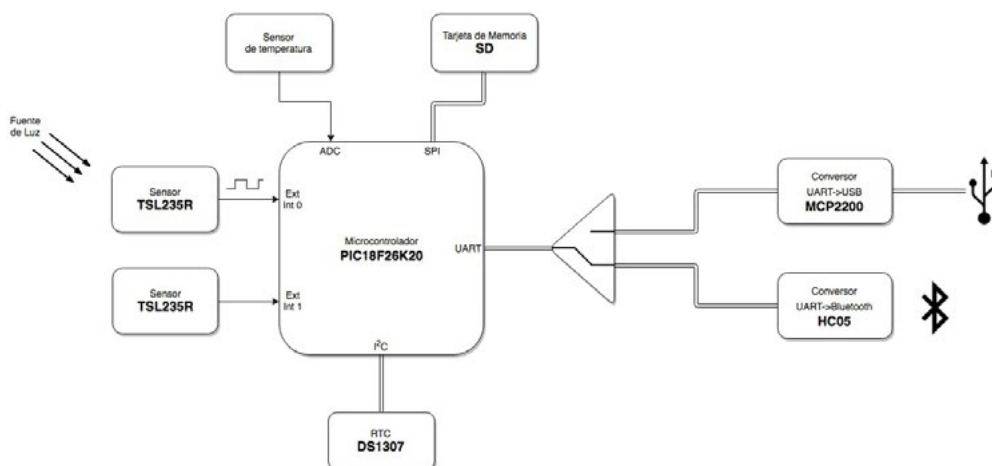 Sensor
de temperatura
Tarjeta de Memoria
SD
Fuente
de Luz
ADC
SPI
Sensor
TSL235R
Ext
Int 0
Microcontrolador
PIC18F26K20
UART
Sensor
TSL235R
Ext
Int 1
I²C
RTC
DS1307
Conversor
UART->USB
MCP2200
Conversor
UART->Bluetooth
HC05